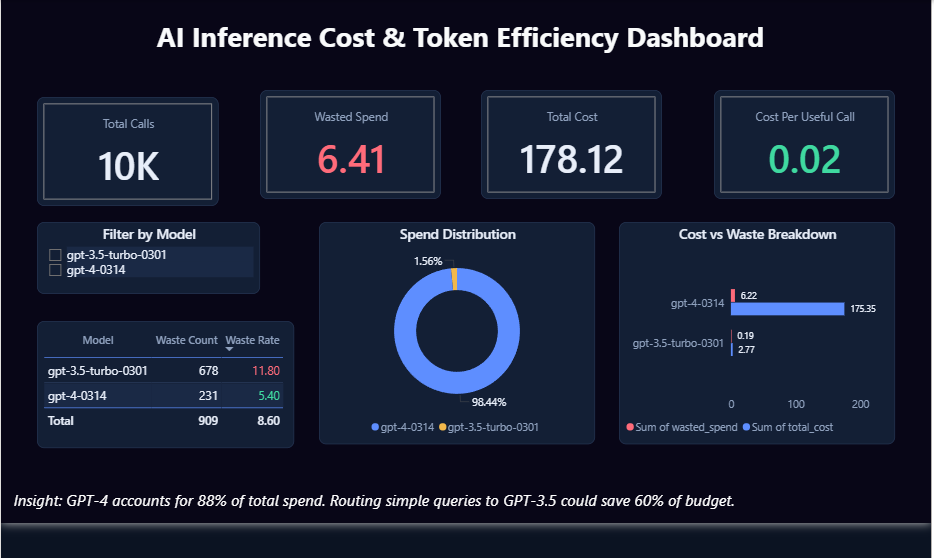 AI Inference Cost & Token Efficiency Dashboard
Total Calls
10K
Wasted Spend
6.41
Total Cost
178.12
Cost Per Useful Call
0.02
Filter by Model
gpt-3.5-turbo-0301
gpt-4-0314
Model Waste Count Waste Rate
gpt-3.5-turbo-0301 678 11.80
gpt-4-0314 231 5.40
Total 909 8.60
Spend Distribution
1.56%
98.44%
gpt-4-0314 gpt-3.5-turbo-0301
Cost vs Waste Breakdown
gpt-4-0314 6.22
175.35
gpt-3.5-turbo-0301 0.19
2.77
0 100 200
Sum of wasted_spend Sum of total_cost
Insight: GPT-4 accounts for 88% of total spend. Routing simple queries to GPT-3.5 could save 60% of budget.